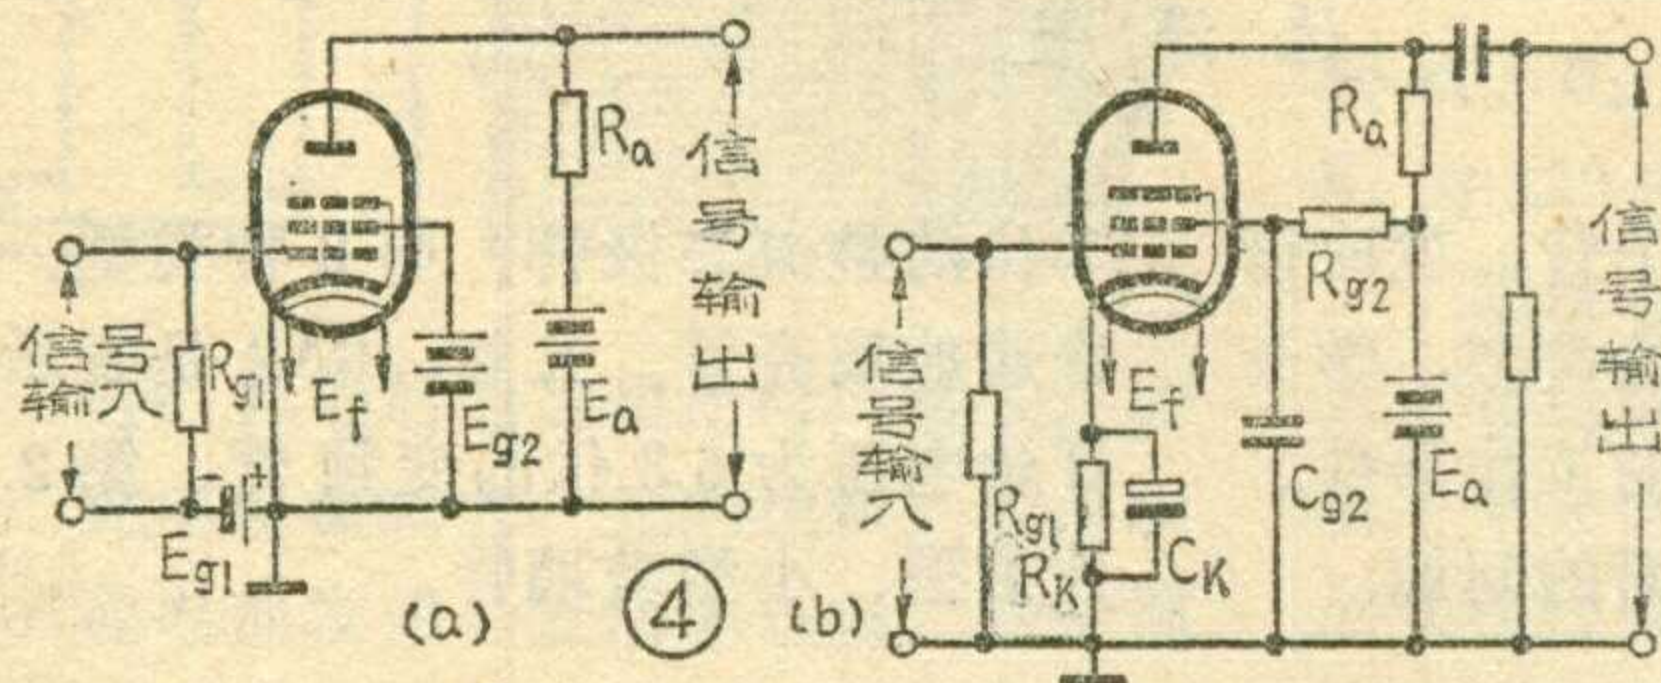 Ra
信号输出
信号
输入
Rg1
Ef
Eg2
Ea
- +
Eg1
(a)
④
Ra
Rg2
信号输出
信号输入
Ef
Rg1
RK
CK
Cg2
Ea
(b)